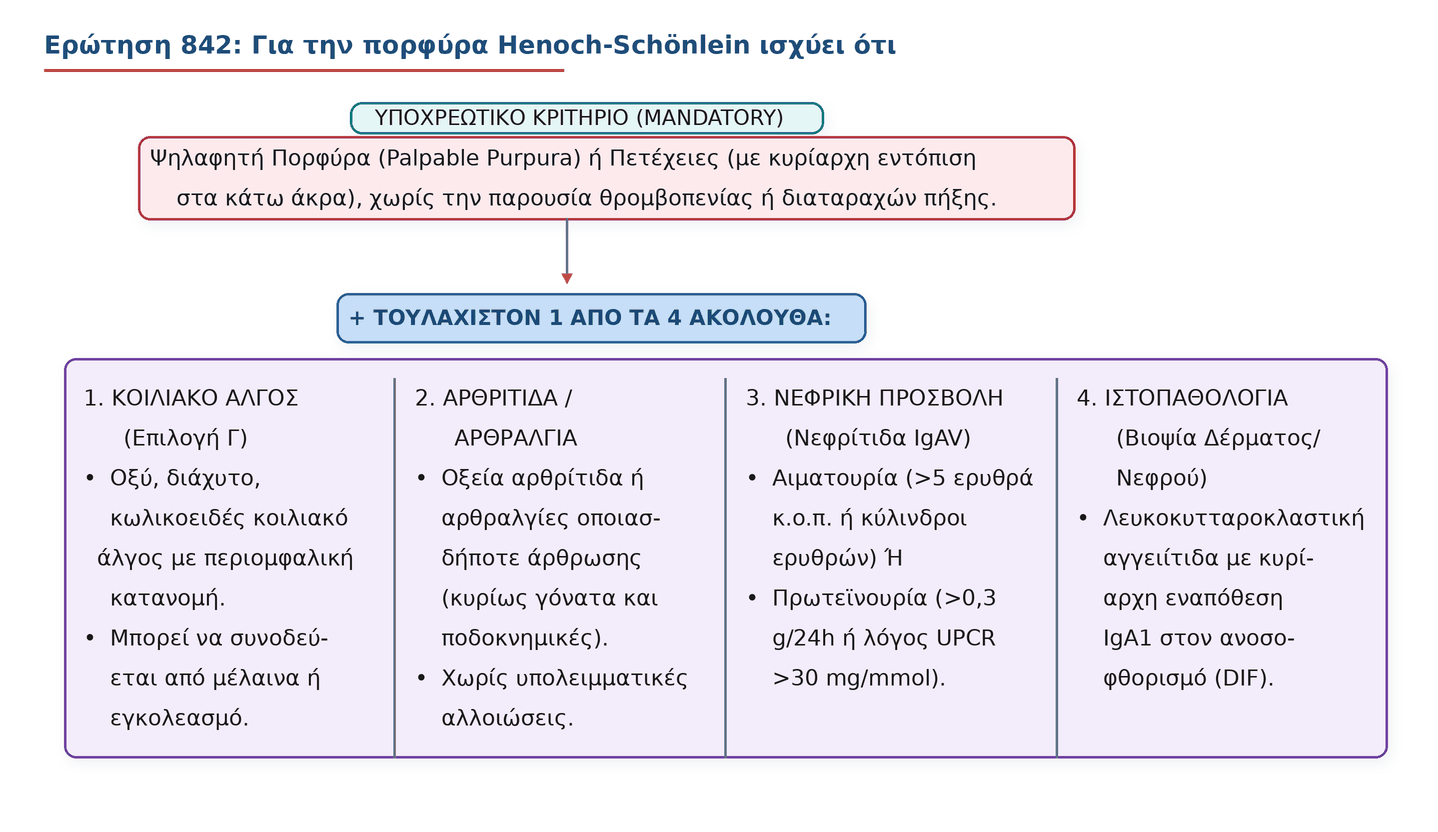 Ερώτηση 842: Για την πορφύρα Henoch-Schönlein ισχύει ότι
ΥΠΟΧΡΕΩΤΙΚΟ ΚΡΙΤΗΡΙΟ (MANDATORY)
Ψηλαφητή Πορφύρα (Palpable Purpura) ή Πετέχειες (με κυρίαρχη εντόπιση
στα κάτω άκρα), χωρίς την παρουσία θρομβοπενίας ή διαταραχών πήξης.
+ ΤΟΥΛΑΧΙΣΤΟΝ 1 ΑΠΟ ΤΑ 4 ΑΚΟΛΟΥΘΑ:
1. ΚΟΙΛΙΑΚΟ ΑΛΓΟΣ
(Επιλογή Γ)
• Οξύ, διάχυτο,
κωλικοειδές κοιλιακό
άλγος με περιομφαλική
κατανομή.
• Μπορεί να συνοδεύ-
εται από μέλαινα ή
εγκολεασμό.
2. ΑΡΘΡΙΤΙΔΑ /
ΑΡΘΡΑΛΓΙΑ
• Οξεία αρθρίτιδα ή
αρθραλγίες οποιασ-
δήποτε άρθρωσης
(κυρίως γόνατα και
ποδοκνημικές).
• Χωρίς υπολειμματικές
αλλοιώσεις.
3. ΝΕΦΡΙΚΗ ΠΡΟΣΒΟΛΗ
(Νεφρίτιδα IgAV)
• Αιματουρία (>5 ερυθρά
κ.ο.π. ή κύλινδροι
ερυθρών) Ή
• Πρωτεϊνουρία (>0,3
g/24h ή λόγος UPCR
>30 mg/mmol).
4. ΙΣΤΟΠΑΘΟΛΟΓΙΑ
(Βιοψία Δέρματος/
Νεφρού)
• Λευκοκυτταροκλαστική
αγγειίτιδα με κυρί-
αρχη εναπόθεση
IgA1 στον ανοσο-
φθορισμό (DIF).